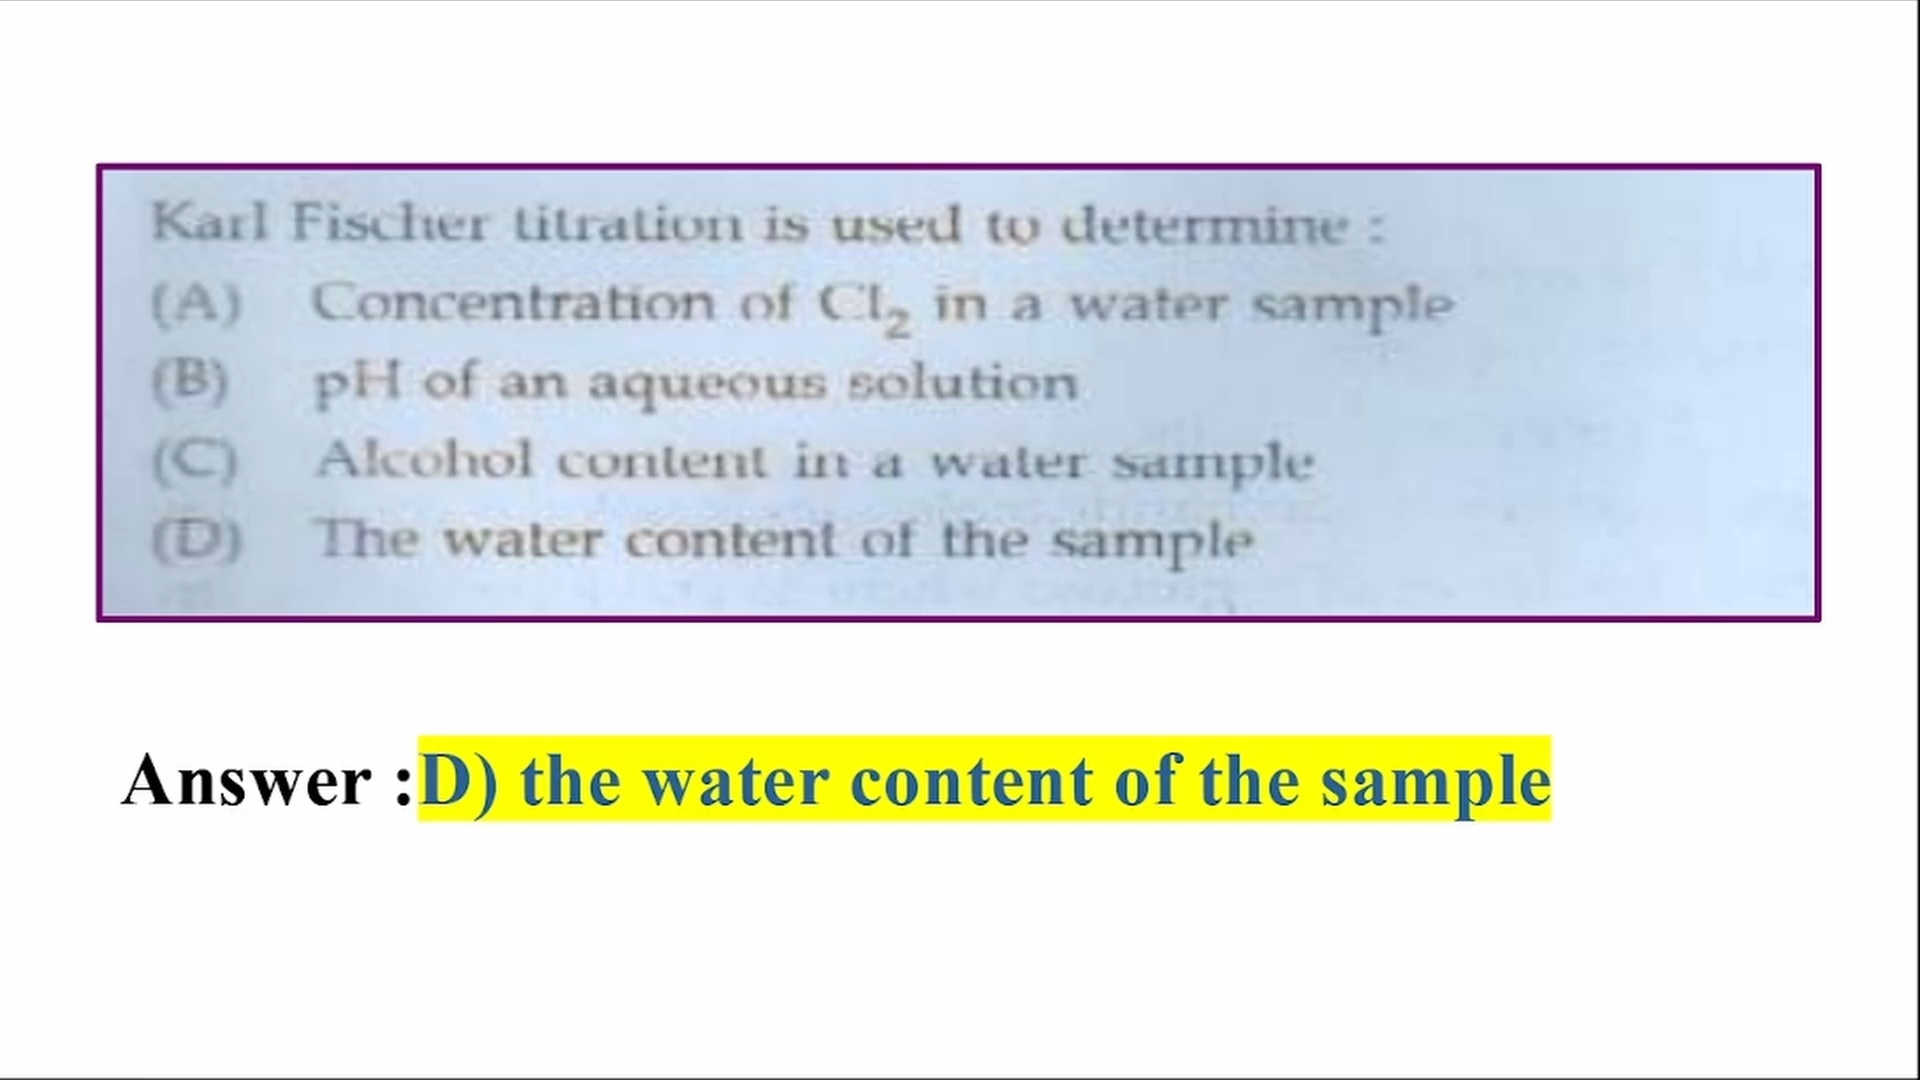 Karl Fischer titration is used to determine :
(A) Concentration of Cl₂ in a water sample
(B) pH of an aqueous solution
(C) Alcohol content in a water sample
(D) The water content of the sample
Answer :D) the water content of the sample